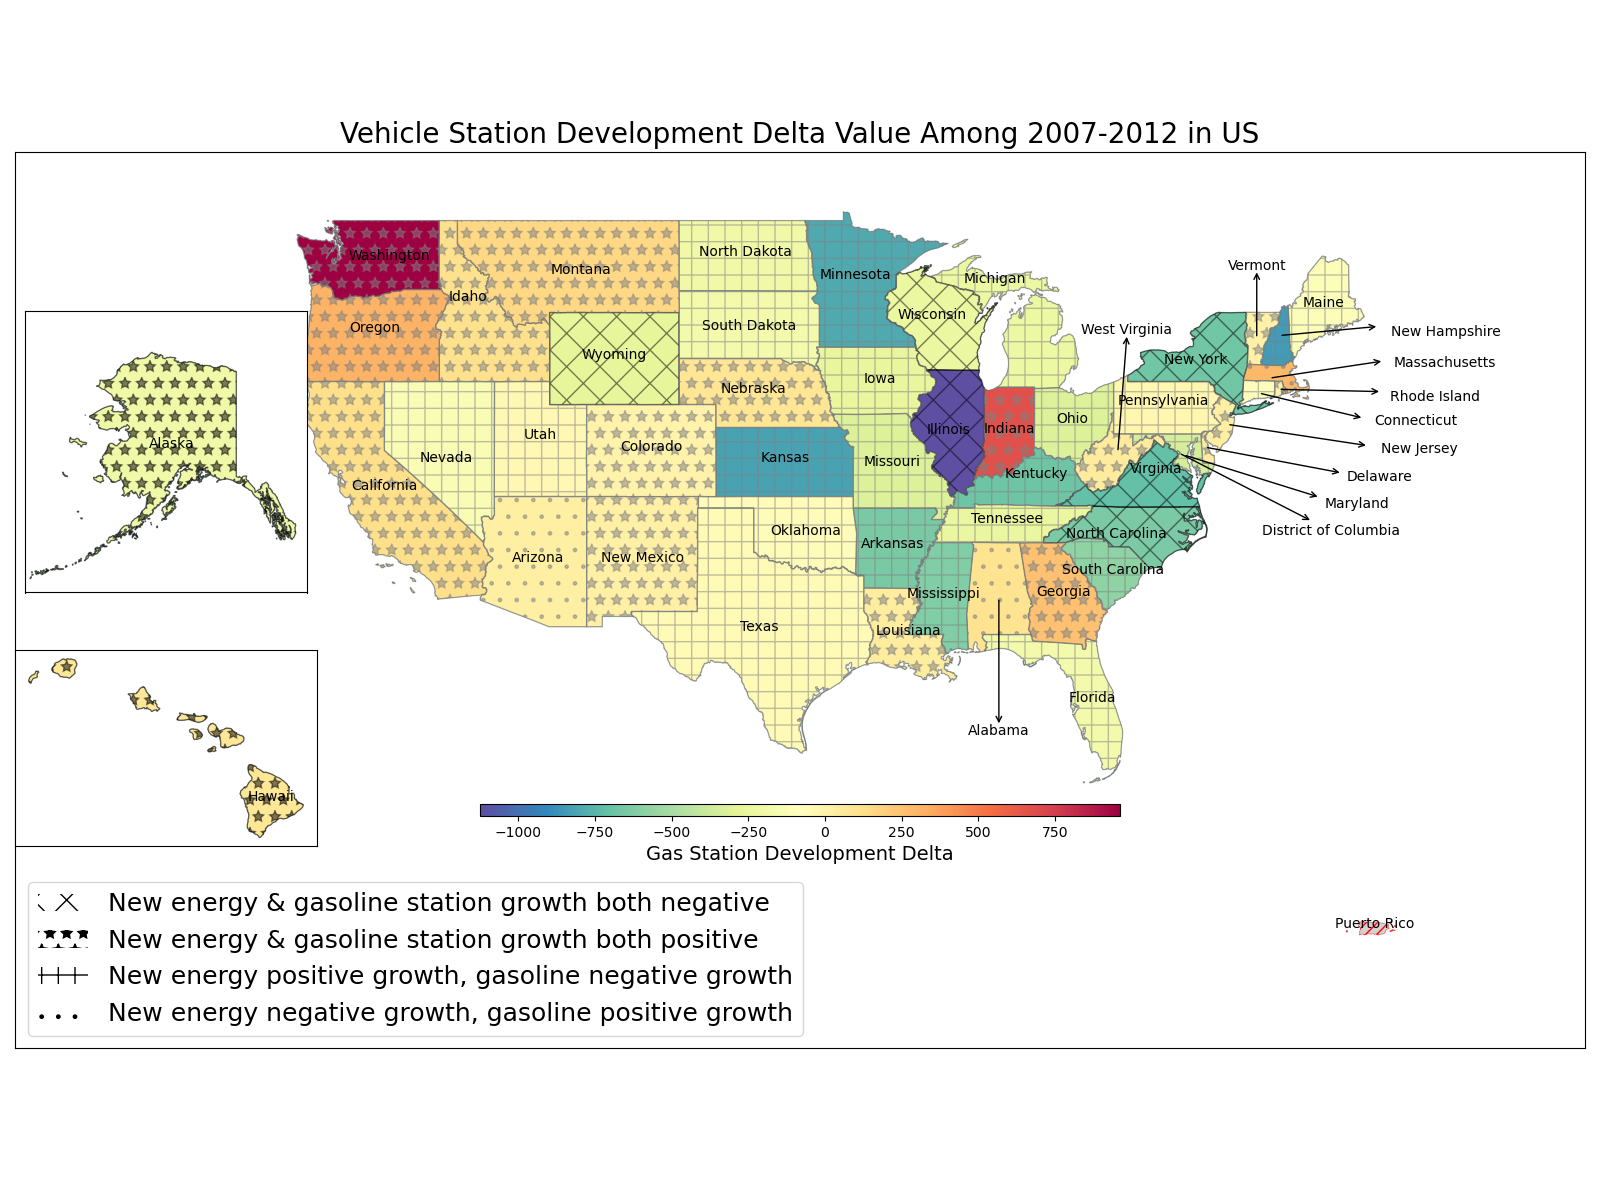 Vehicle Station Development Delta Value Among 2007-2012 in US
Washington
Montana
North Dakota
Minnesota
Michigan
Vermont
Maine
Idaho
Oregon
South Dakota
Wisconsin
West Virginia
New Hampshire
Wyoming
New York
Massachusetts
Iowa
Nebraska
Pennsylvania
Rhode Island
Connecticut
Ohio
Illinois
Indiana
Utah
Colorado
Alaska
Nevada
Kansas
Missouri
New Jersey
Virginia
Kentucky
Delaware
California
Maryland
Tennessee
Oklahoma
North Carolina
District of Columbia
Arkansas
Arizona
New Mexico
South Carolina
Mississippi
Georgia
Texas
Louisiana
Florida
Alabama
Hawaii
−1000 −750 −500 −250 0 250 500 750
Gas Station Development Delta
New energy & gasoline station growth both negative
New energy & gasoline station growth both positive
New energy positive growth, gasoline negative growth
New energy negative growth, gasoline positive growth
Puerto Rico